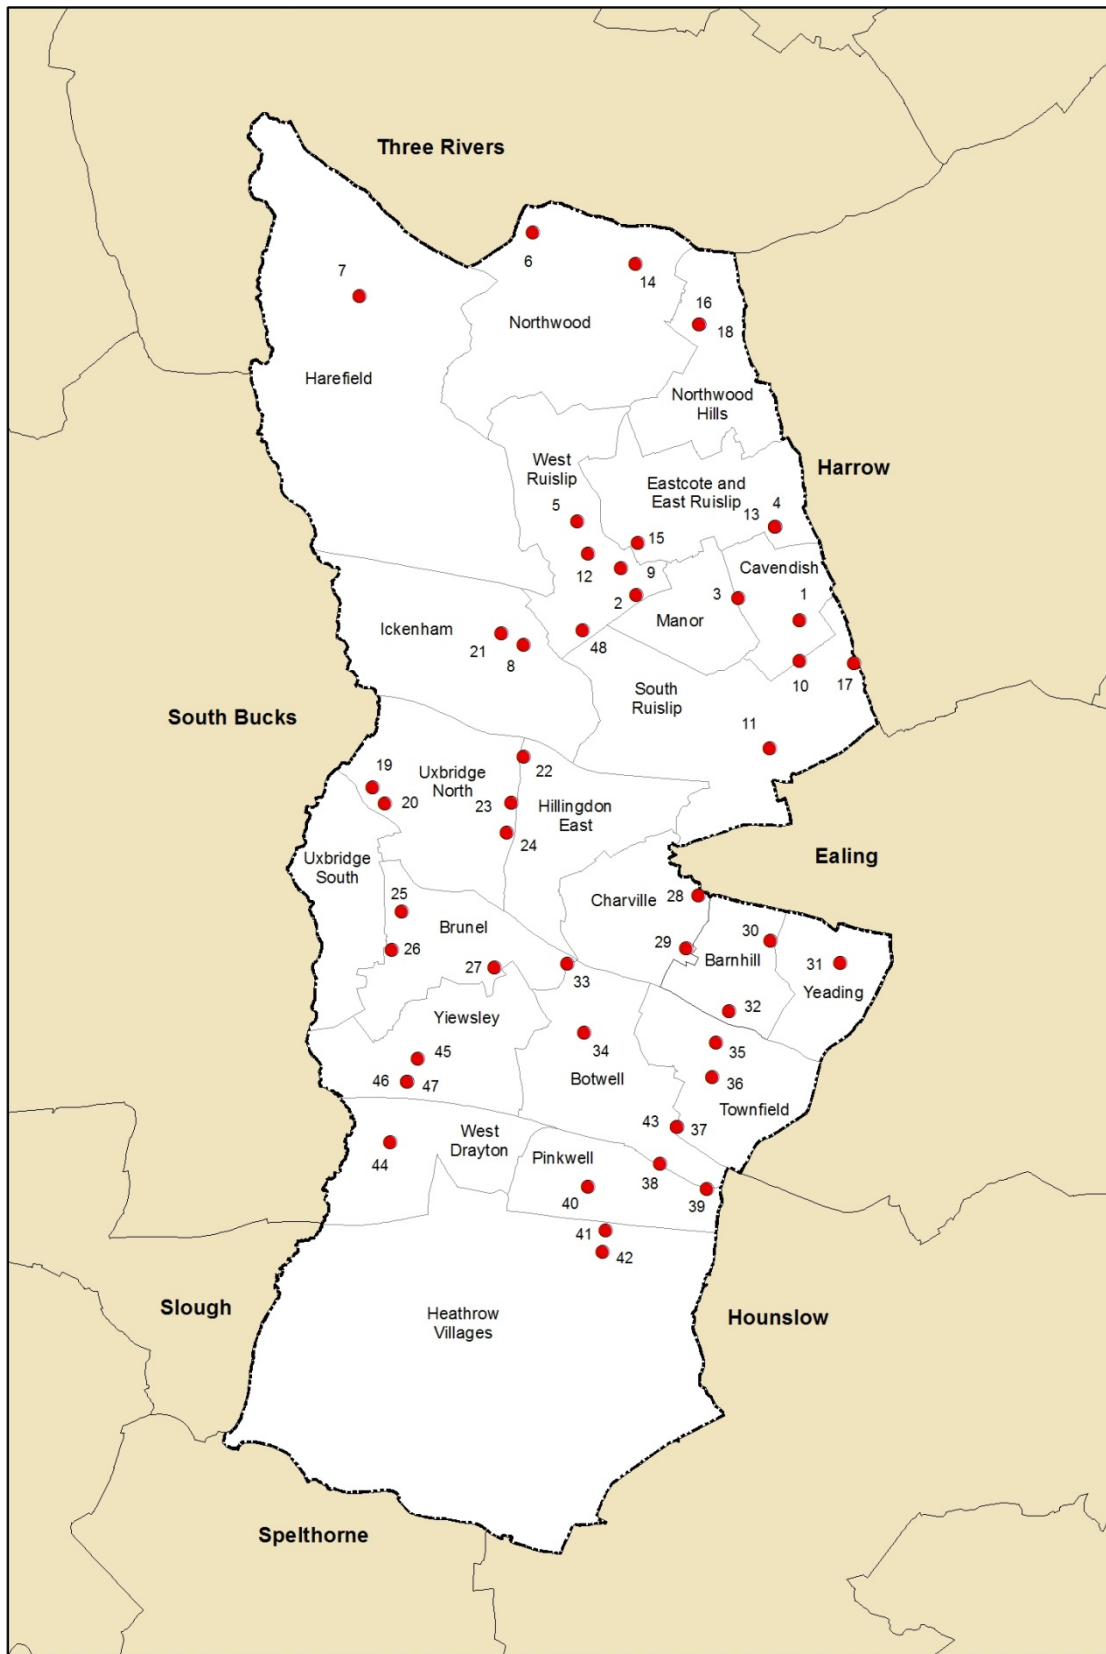 Three Rivers
7
6
14
16
18
Northwood
Harefield
Northwood
Hills
West
Ruislip
Harrow
Eastcote and
East Ruislip
5
13
4
15
12
9
Cavendish
2
3
1
Ickenham
Manor
21
8
48
10
17
South
Ruislip
South Bucks
11
19
Uxbridge
North
22
20
23
Hillingdon
East
24
Ealing
Uxbridge
South
25
Charville
28
Brunel
26
29
30
Barnhill
27
33
31
Yeading
32
Yiewsley
34
35
45
Botwell
46
47
36
Townfield
43
37
West
Drayton
44
Pinkwell
38
40
39
41
42
Slough
Heathrow
Villages
Hounslow
Spelthorne